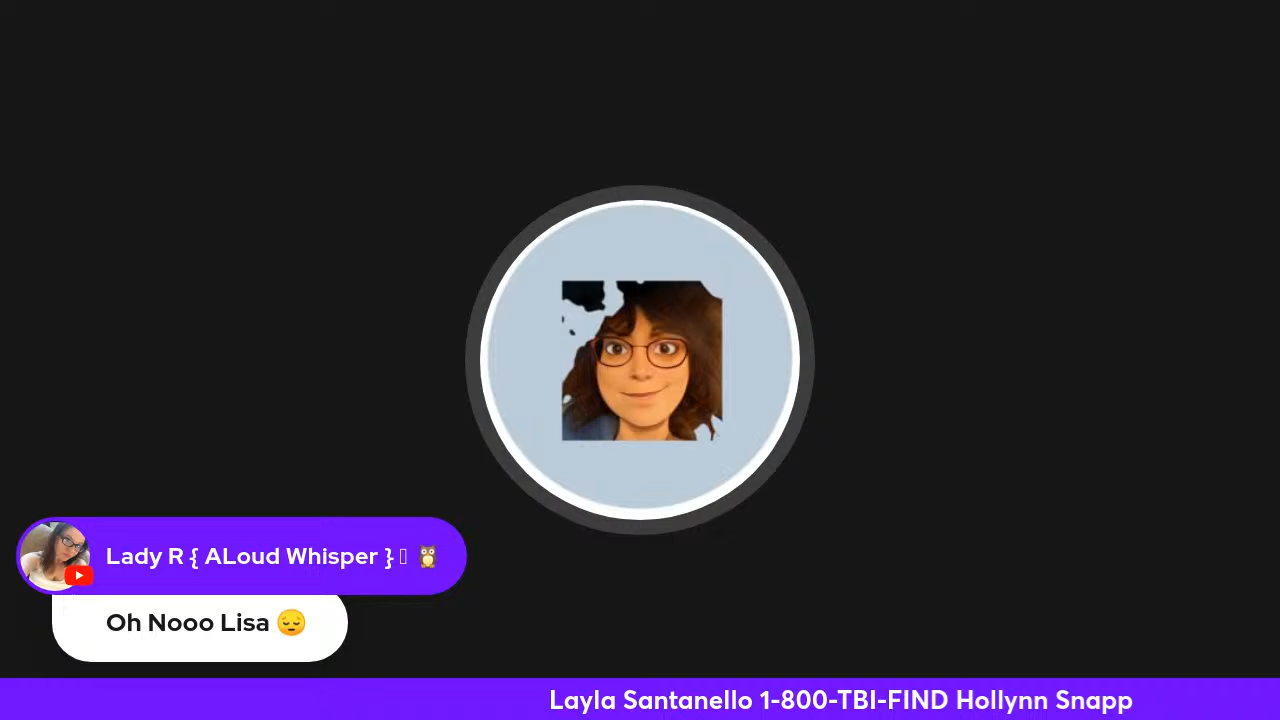 Lady R { ALoud Whisper } 🦉
Oh Nooo Lisa 😔
Layla Santanello 1-800-TBI-FIND Hollynn Snapp